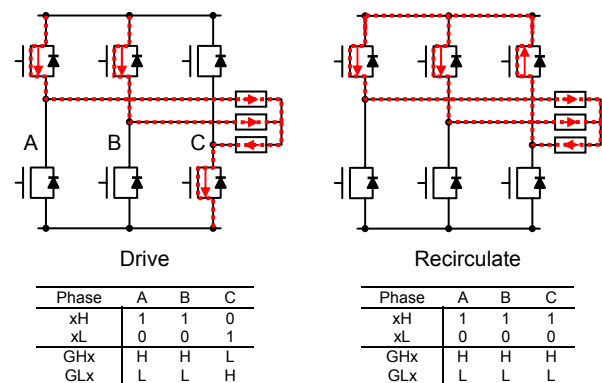 A B C
Drive
Phase A B C
xH 1 1 0
xL 0 0 1
GHx H H L
GLx L L H
Recirculate
Phase A B C
xH 1 1 1
xL 0 0 0
GHx H H H
GLx L L L